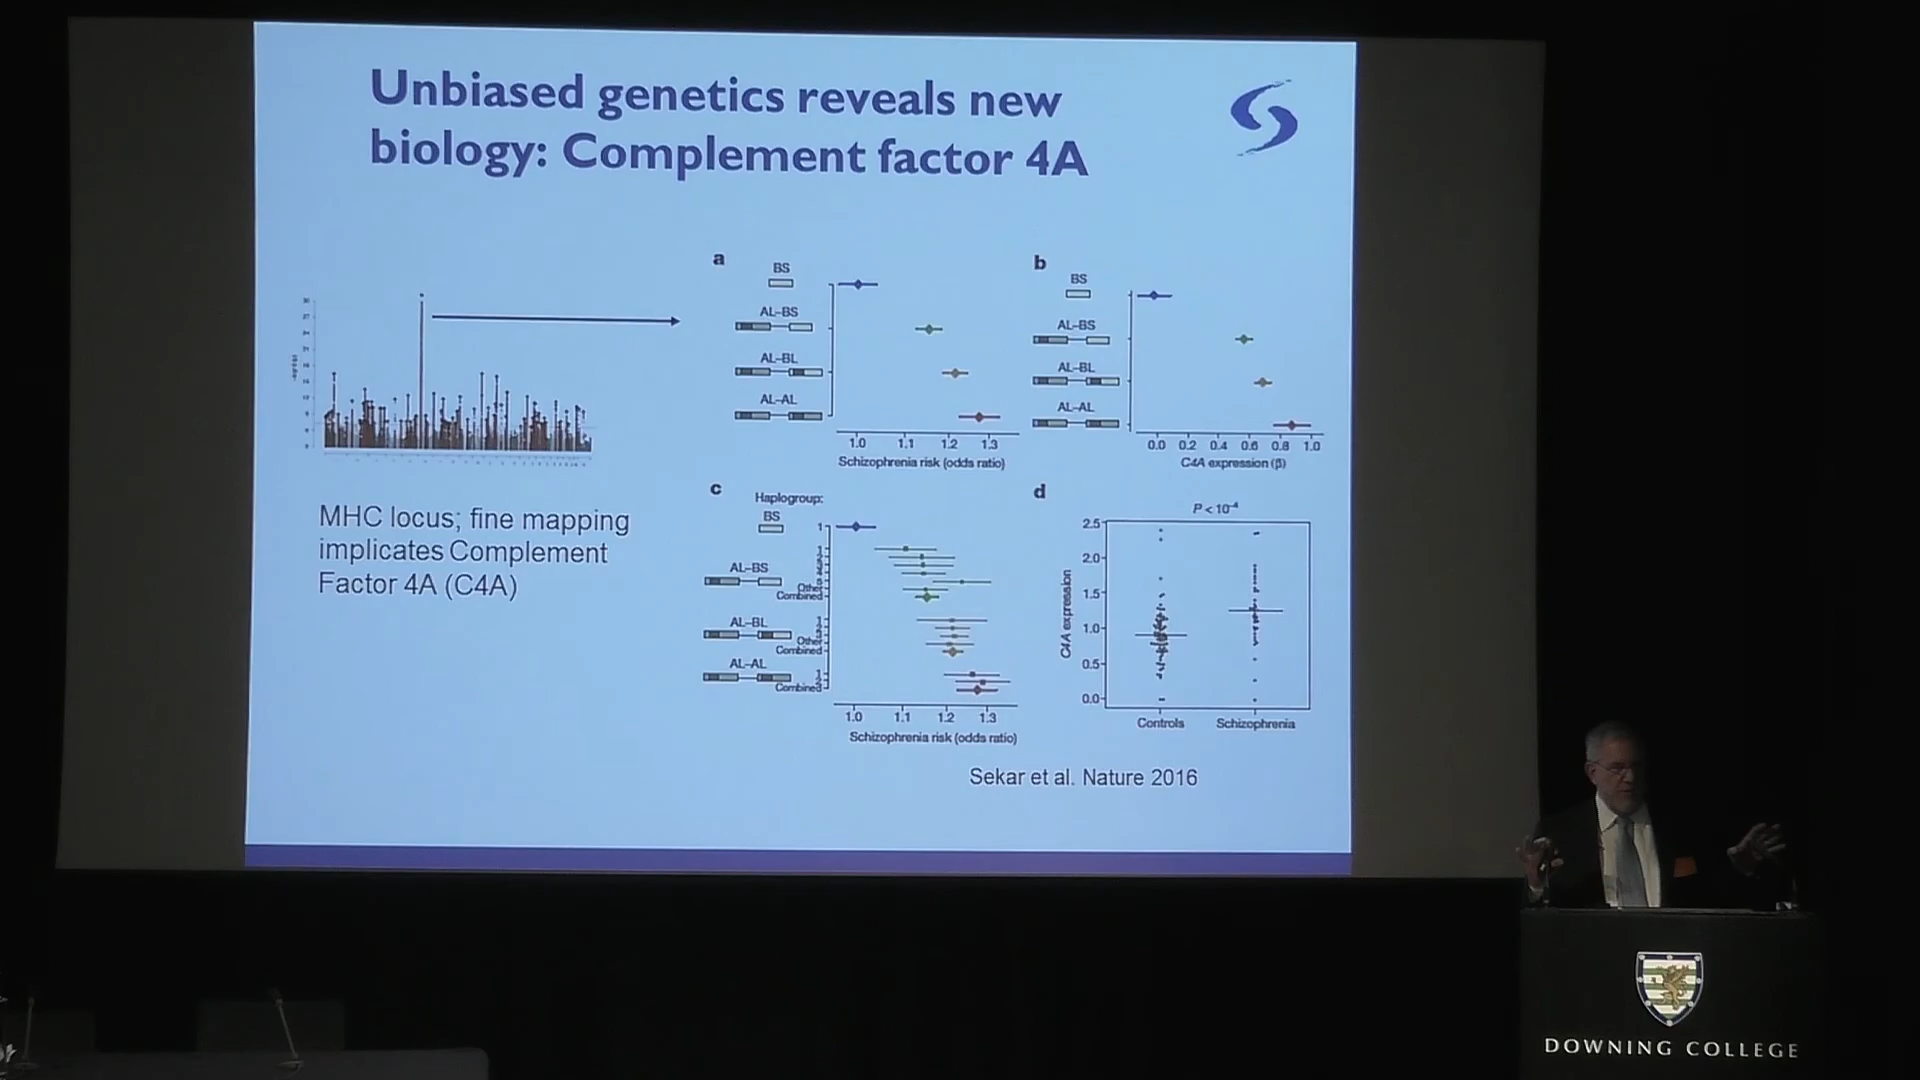 Unbiased genetics reveals new
biology: Complement factor 4A
MHC locus; fine mapping
implicates Complement
Factor 4A (C4A)
a
BS
AL–BS
AL–BL
AL–AL
1.0 1.1 1.2 1.3
Schizophrenia risk (odds ratio)
b
BS
AL–BS
AL–BL
AL–AL
0.0 0.2 0.4 0.6 0.8 1.0
C4A expression (β)
c
Haplogroup:
BS
1
AL–BS
Other
Combined
AL–BL
Other
Combined
AL–AL
Combined
1.0 1.1 1.2 1.3
Schizophrenia risk (odds ratio)
d
P < 10⁻⁴
2.5
2.0
1.5
1.0
0.5
0.0
C4A expression
Controls Schizophrenia
Sekar et al. Nature 2016
DOWNING COLLEGE